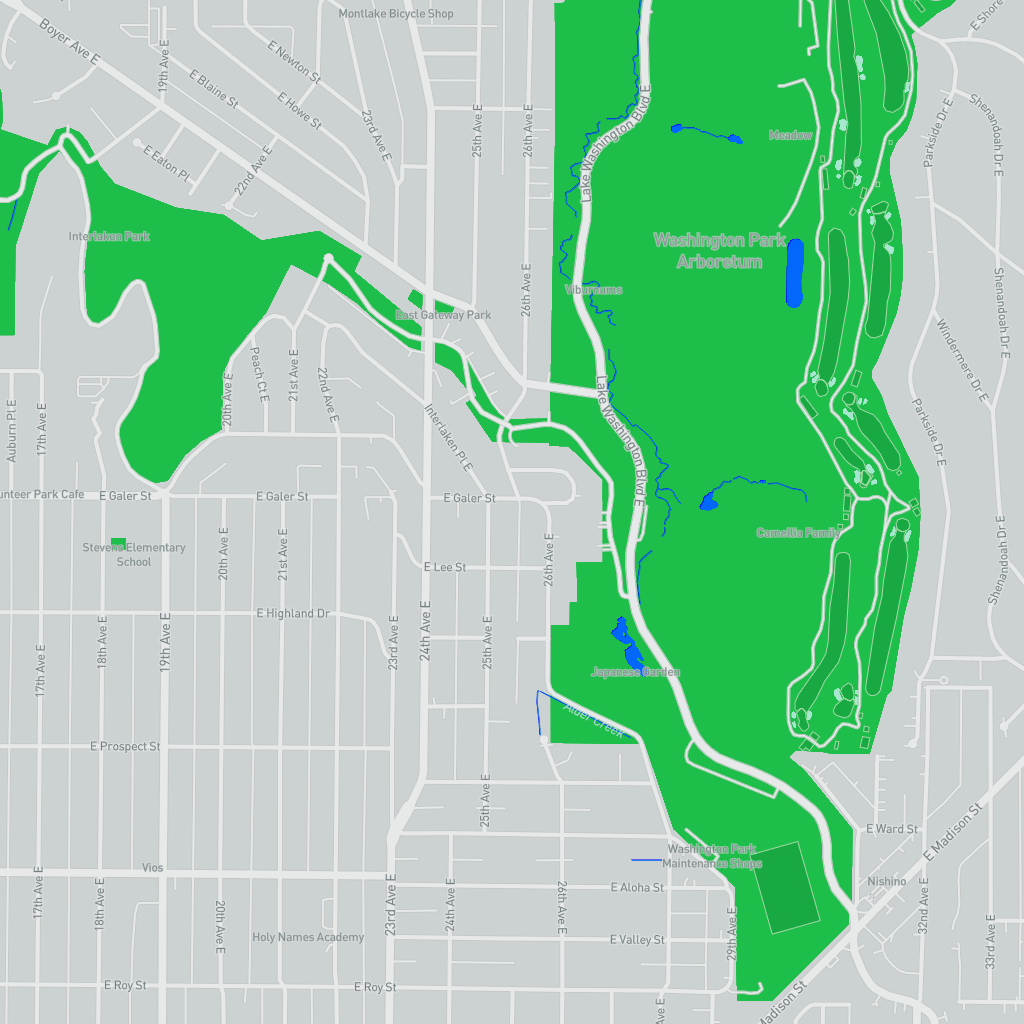 Montlake Bicycle Shop
E Shore
Boyer Ave E
19th Ave E
E Newton St
E Blaine St
E Howe St
23rd Ave E
25th Ave E
26th Ave E
Lake Washington Blvd E
Meadow
Parkside Dr E
Shenandoah Dr E
E Eaton Pl
22nd Ave E
Interlaken Park
Washington Park
Arboretum
26th Ave E
Viburnums
East Gateway Park
Shenandoah Dr E
Windermere Dr E
Peach Ct E
21st Ave E
22nd Ave E
20th Ave E
Auburn Pl E
17th Ave E
Interlaken Pl E
Lake Washington Blvd E
Parkside Dr E
unteer Park Cafe
E Galer St
E Galer St
E Galer St
Camellia Family
Stevens Elementary
School
20th Ave E
21st Ave E
26th Ave E
E Lee St
Shenandoah Dr E
E Highland Dr
17th Ave E
18th Ave E
19th Ave E
23rd Ave E
24th Ave E
25th Ave E
Japanese Garden
Alder Creek
E Prospect St
25th Ave E
E Ward St
E Madison St
Washington Park
Maintenance Shops
Vios
17th Ave E
18th Ave E
20th Ave E
23rd Ave E
24th Ave E
26th Ave E
E Aloha St
Nishino
29th Ave E
32nd Ave E
33rd Ave E
Holy Names Academy
E Valley St
E Roy St
E Roy St
Ave E
Madison St